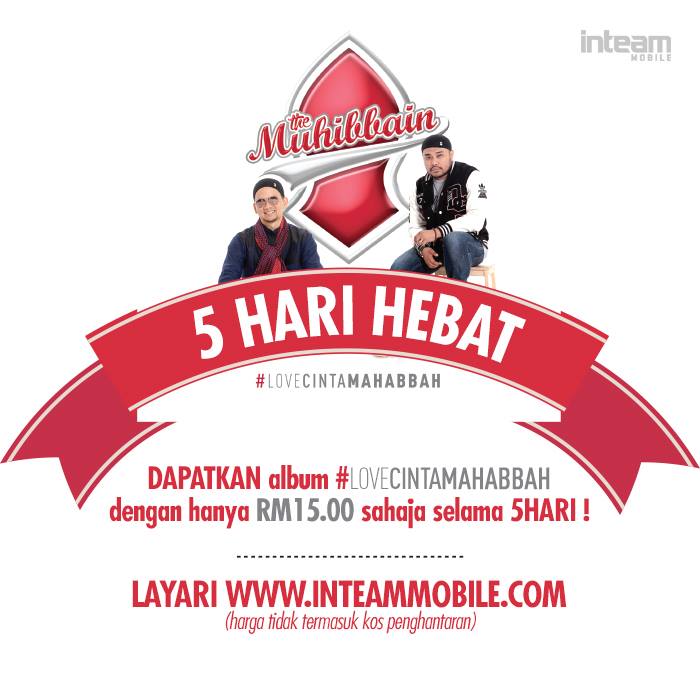 inteam
MOBILE
the
Muhibbain
5 HARI HEBAT
#LOVECINTAMAHABBAH
DAPATKAN album #LOVECINTAMAHABBAH
dengan hanya RM15.00 sahaja selama 5HARI !
LAYARI WWW.INTEAMMOBILE.COM
(harga tidak termasuk kos penghantaran)